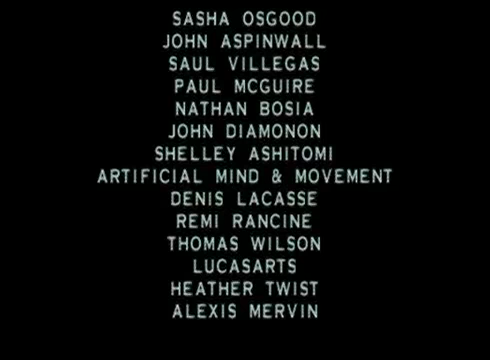 SASHA OSGOOD
JOHN ASPINWALL
SAUL VILLEGAS
PAUL MCGUIRE
NATHAN BOSIA
JOHN DIAMONON
SHELLEY ASHITOMI
ARTIFICIAL MIND & MOVEMENT
DENIS LACASSE
REMI RANCINE
THOMAS WILSON
LUCASARTS
HEATHER TWIST
ALEXIS MERVIN